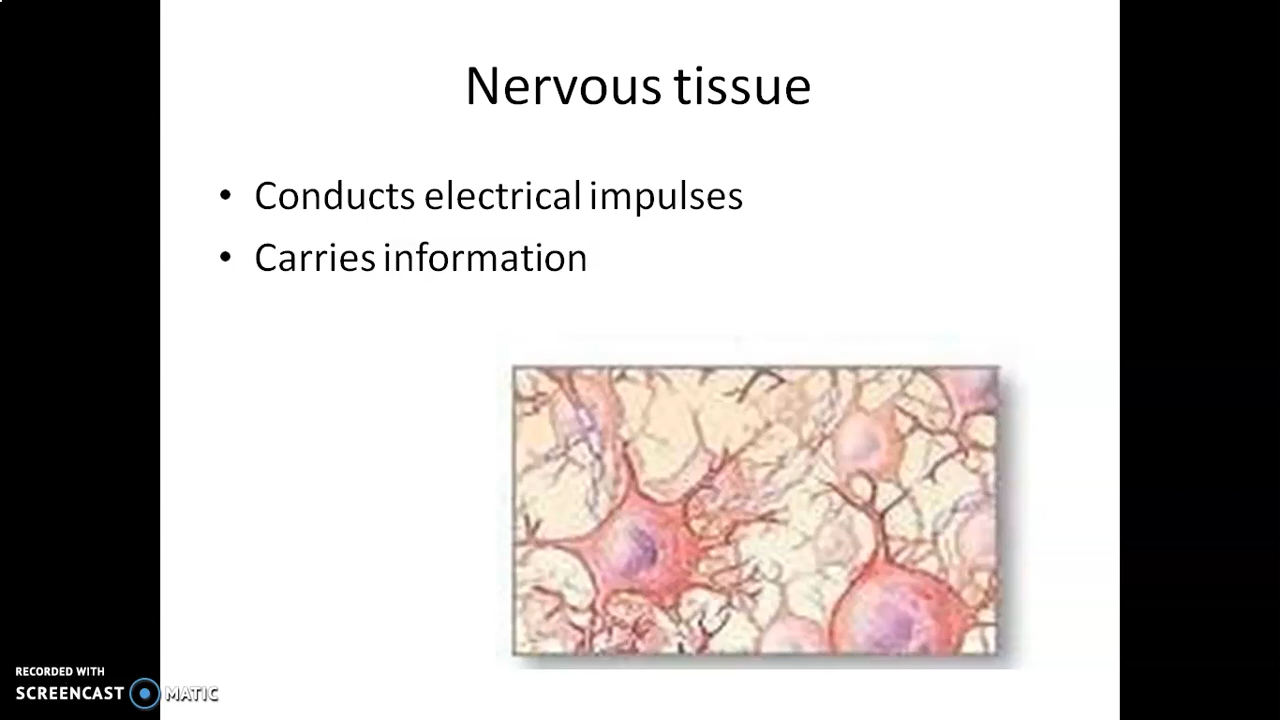 Nervous tissue
• Conducts electrical impulses
• Carries information
RECORDED WITH
SCREENCAST MATIC